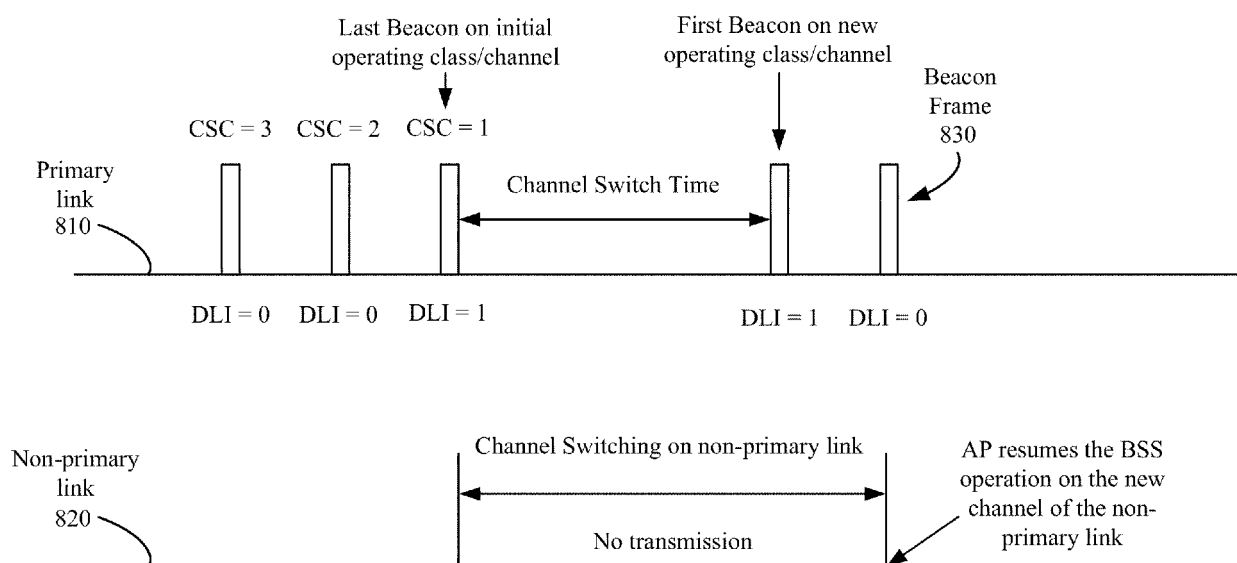 Last Beacon on initial
operating class/channel
First Beacon on new
operating class/channel
Beacon
Frame
830
CSC = 3
CSC = 2
CSC = 1
Primary
link
810
Channel Switch Time
DLI = 0
DLI = 0
DLI = 1
DLI = 1
DLI = 0
Non-primary
link
820
Channel Switching on non-primary link
No transmission
AP resumes the BSS
operation on the new
channel of the non-
primary link